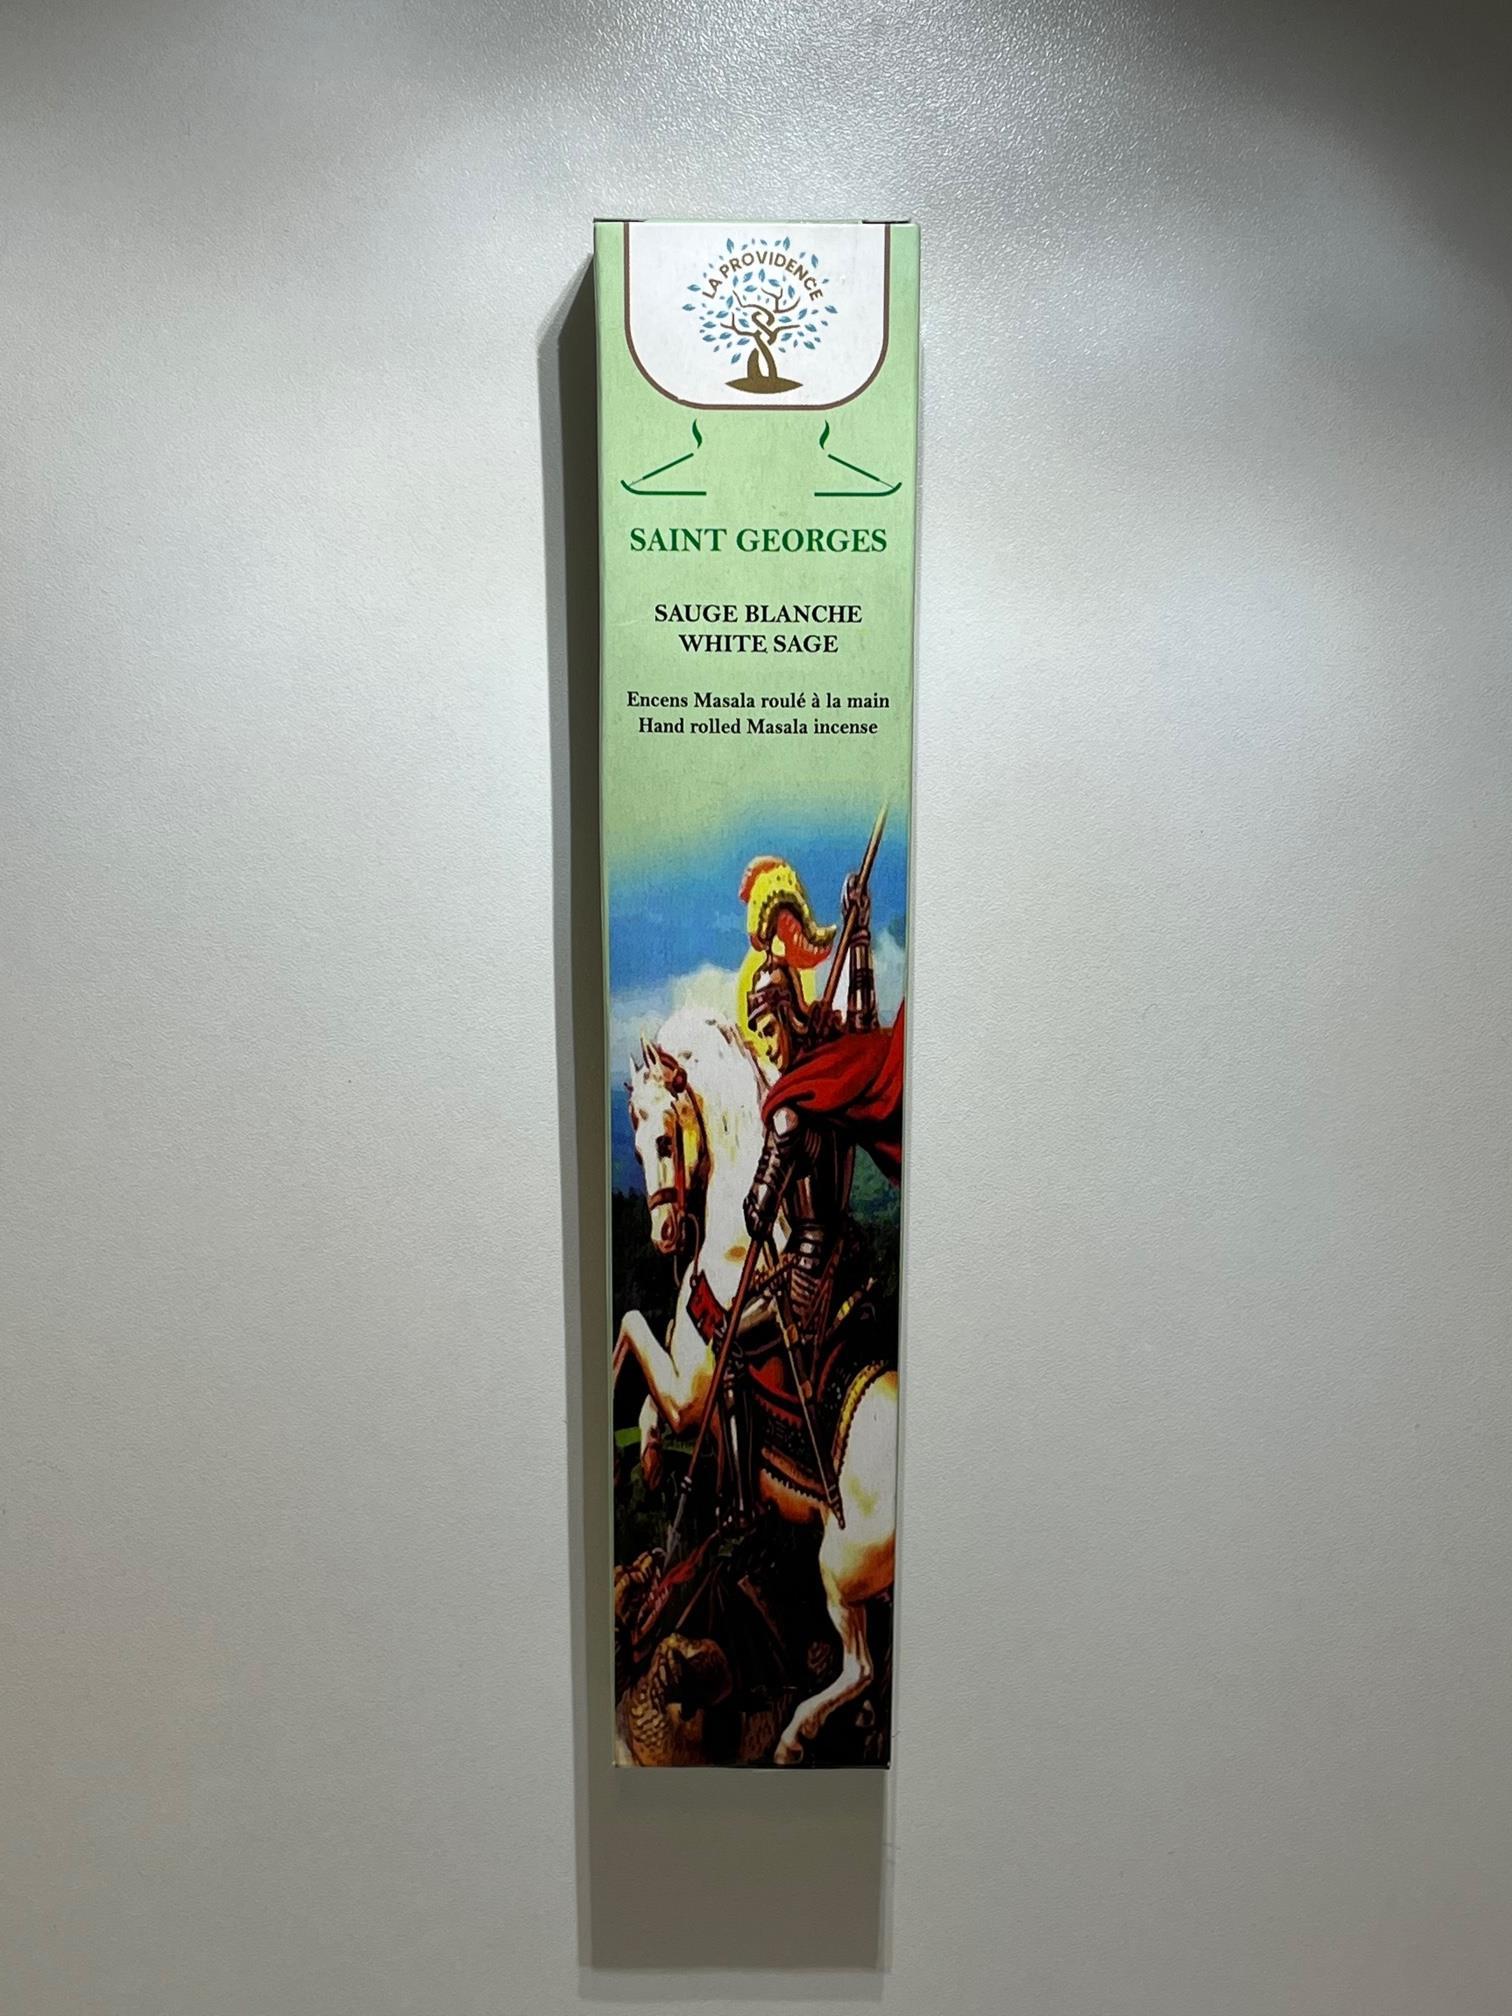 LA PROVIDENCE
SAINT GEORGES
SAUGE BLANCHE
WHITE SAGE
Encens Masala roulé à la main
Hand rolled Masala incense